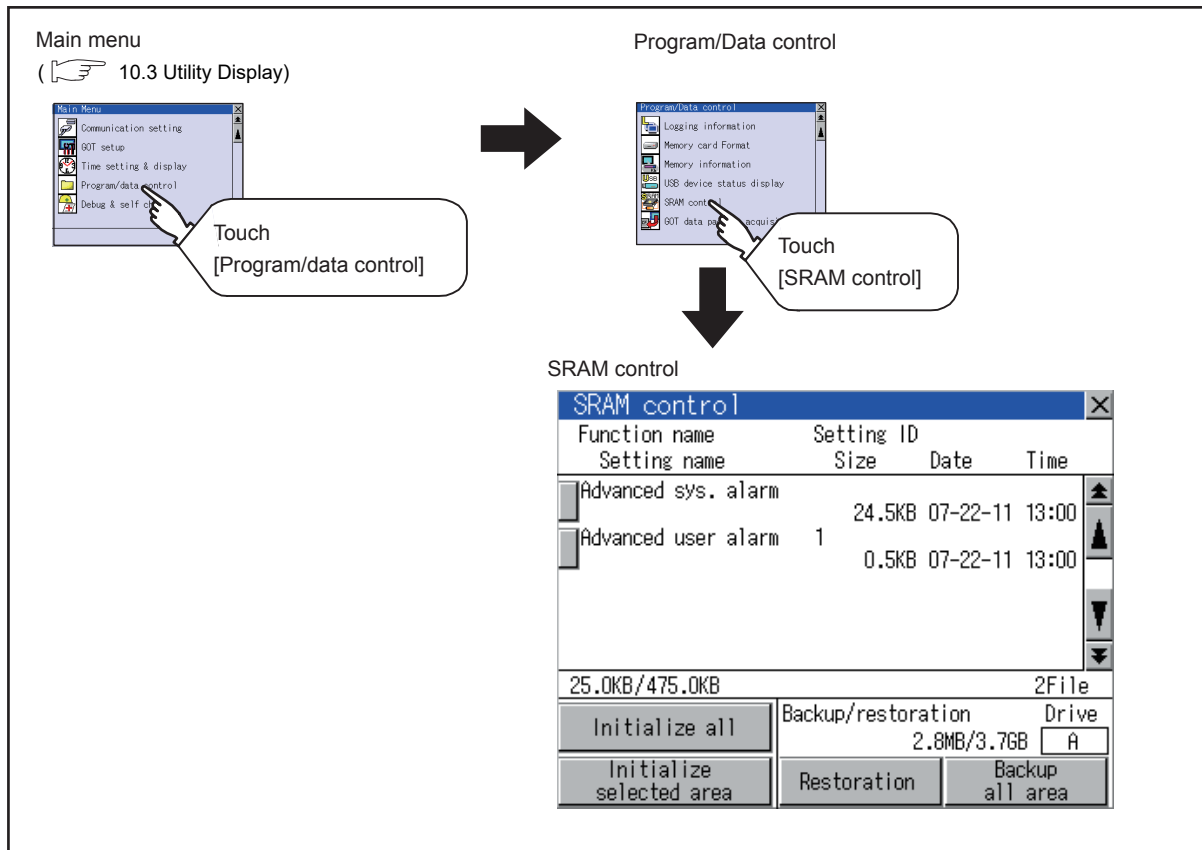 Main menu
( 10.3 Utility Display)
Main Menu
Communication setting
GOT setup
Time setting & display
Program/data control
Debug & self ch
Touch
[Program/data control]
Program/Data control
Program/Data control
Logging information
Memory card Format
Memory information
USB device status display
SRAM control
GOT data pa acquis
Touch
[SRAM control]
SRAM control
SRAM control
Function name Setting ID
Setting name Size Date Time
Advanced sys. alarm
24.5KB 07-22-11 13:00
Advanced user alarm 1
0.5KB 07-22-11 13:00
25.0KB/475.0KB 2File
Initialize all
Backup/restoration Drive
2.8MB/3.7GB A
Initialize
selected area
Restoration
Backup
all area